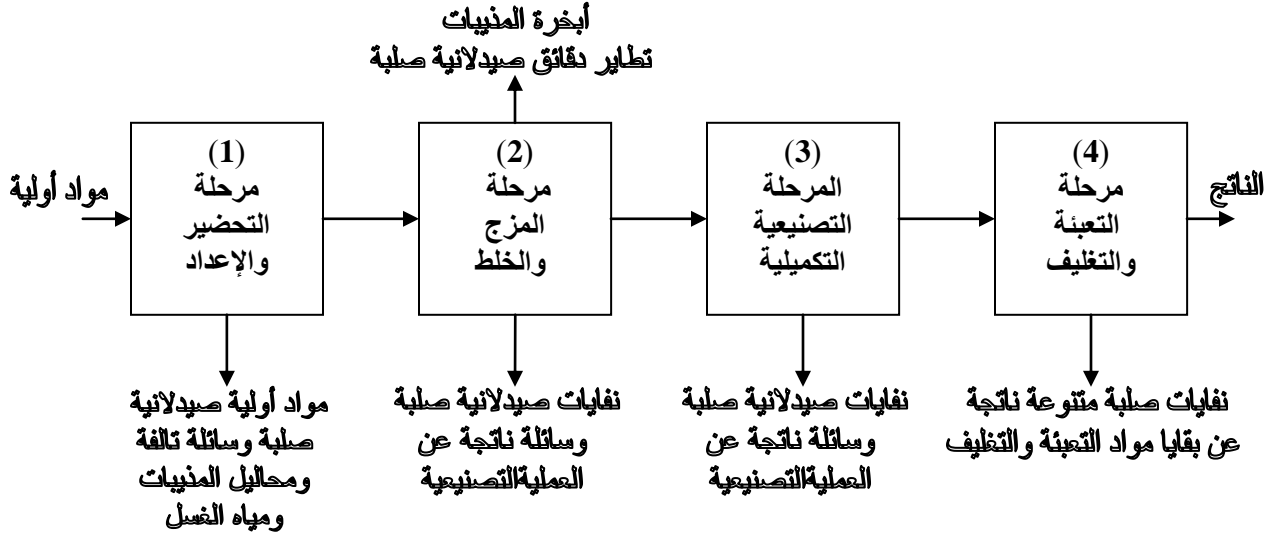 أبخرة المذيبات
تطاير دقائق صيدلانية صلبة
مواد أولية
(1)
مرحلة
التحضير
والإعداد
(2)
مرحلة
المزج
والخلط
(3)
المرحلة
التصنيعية
التكميلية
(4)
مرحلة
التعبئة
والتغليف
الناتج
مواد أولية صيدلانية
صلبة وسائلة تالفة
ومحاليل المذيبات
ومياه الغسل
نفايات صيدلانية صلبة
وسائلة ناتجة عن
العمليةالتصنيعية
نفايات صيدلانية صلبة
وسائلة ناتجة عن
العمليةالتصنيعية
نفايات صلبة متنوعة ناتجة
عن بقايا مواد التعبئة والتغليف